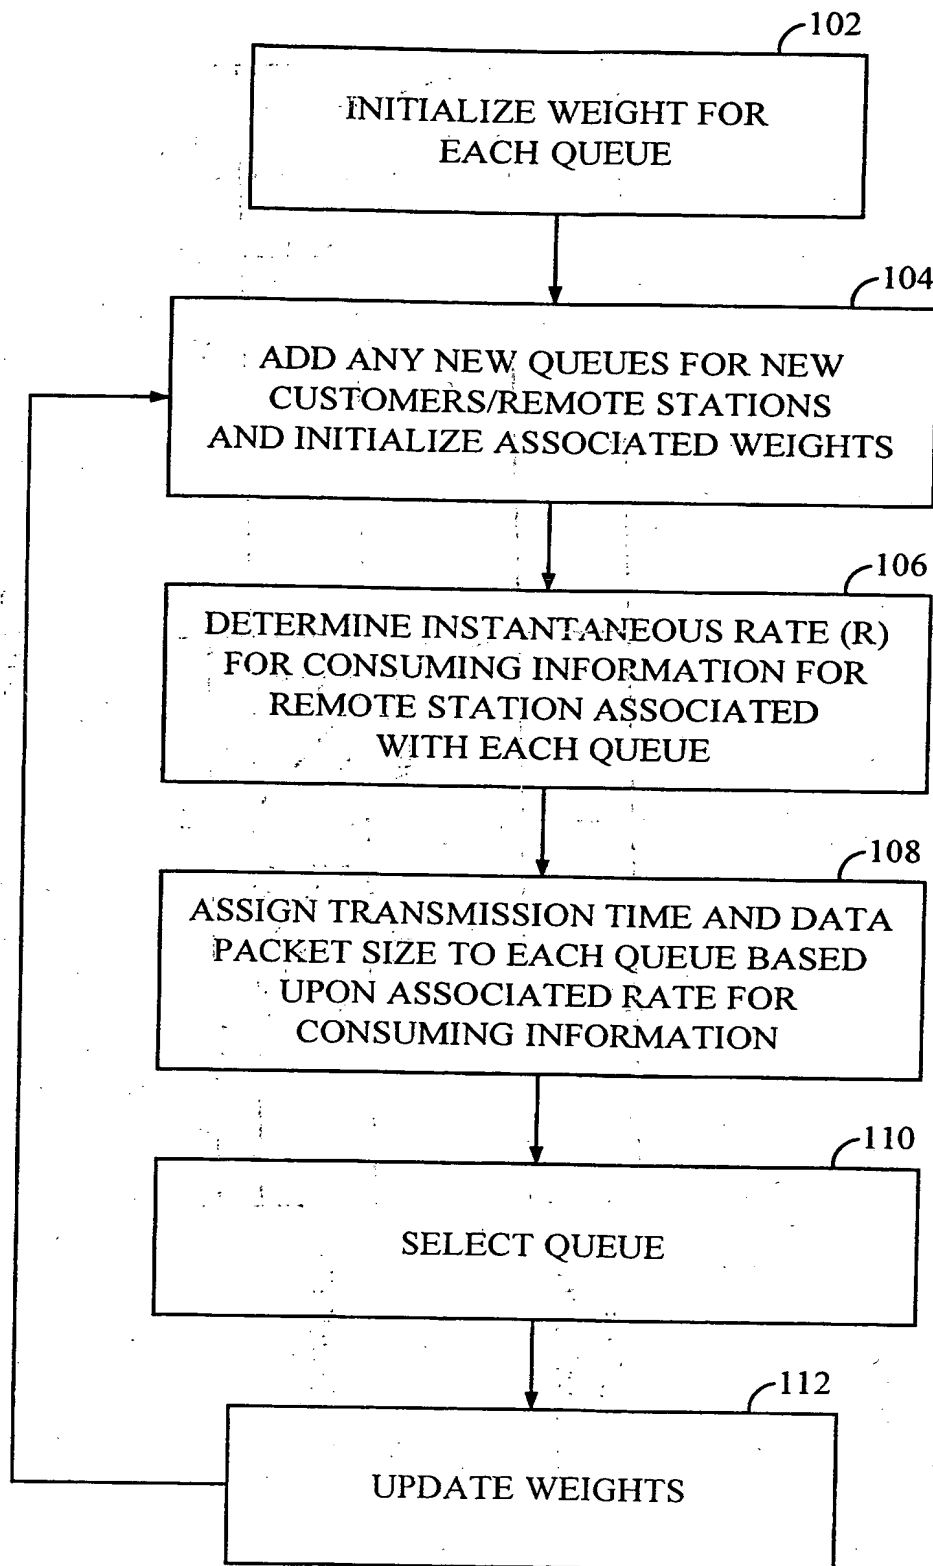 102
INITIALIZE WEIGHT FOR
EACH QUEUE
104
ADD ANY NEW QUEUES FOR NEW
CUSTOMERS/REMOTE STATIONS
AND INITIALIZE ASSOCIATED WEIGHTS
106
DETERMINE INSTANTANEOUS RATE (R)
FOR CONSUMING INFORMATION FOR
REMOTE STATION ASSOCIATED
WITH EACH QUEUE
108
ASSIGN TRANSMISSION TIME AND DATA
PACKET SIZE TO EACH QUEUE BASED
UPON ASSOCIATED RATE FOR
CONSUMING INFORMATION
110
SELECT QUEUE
112
UPDATE WEIGHTS